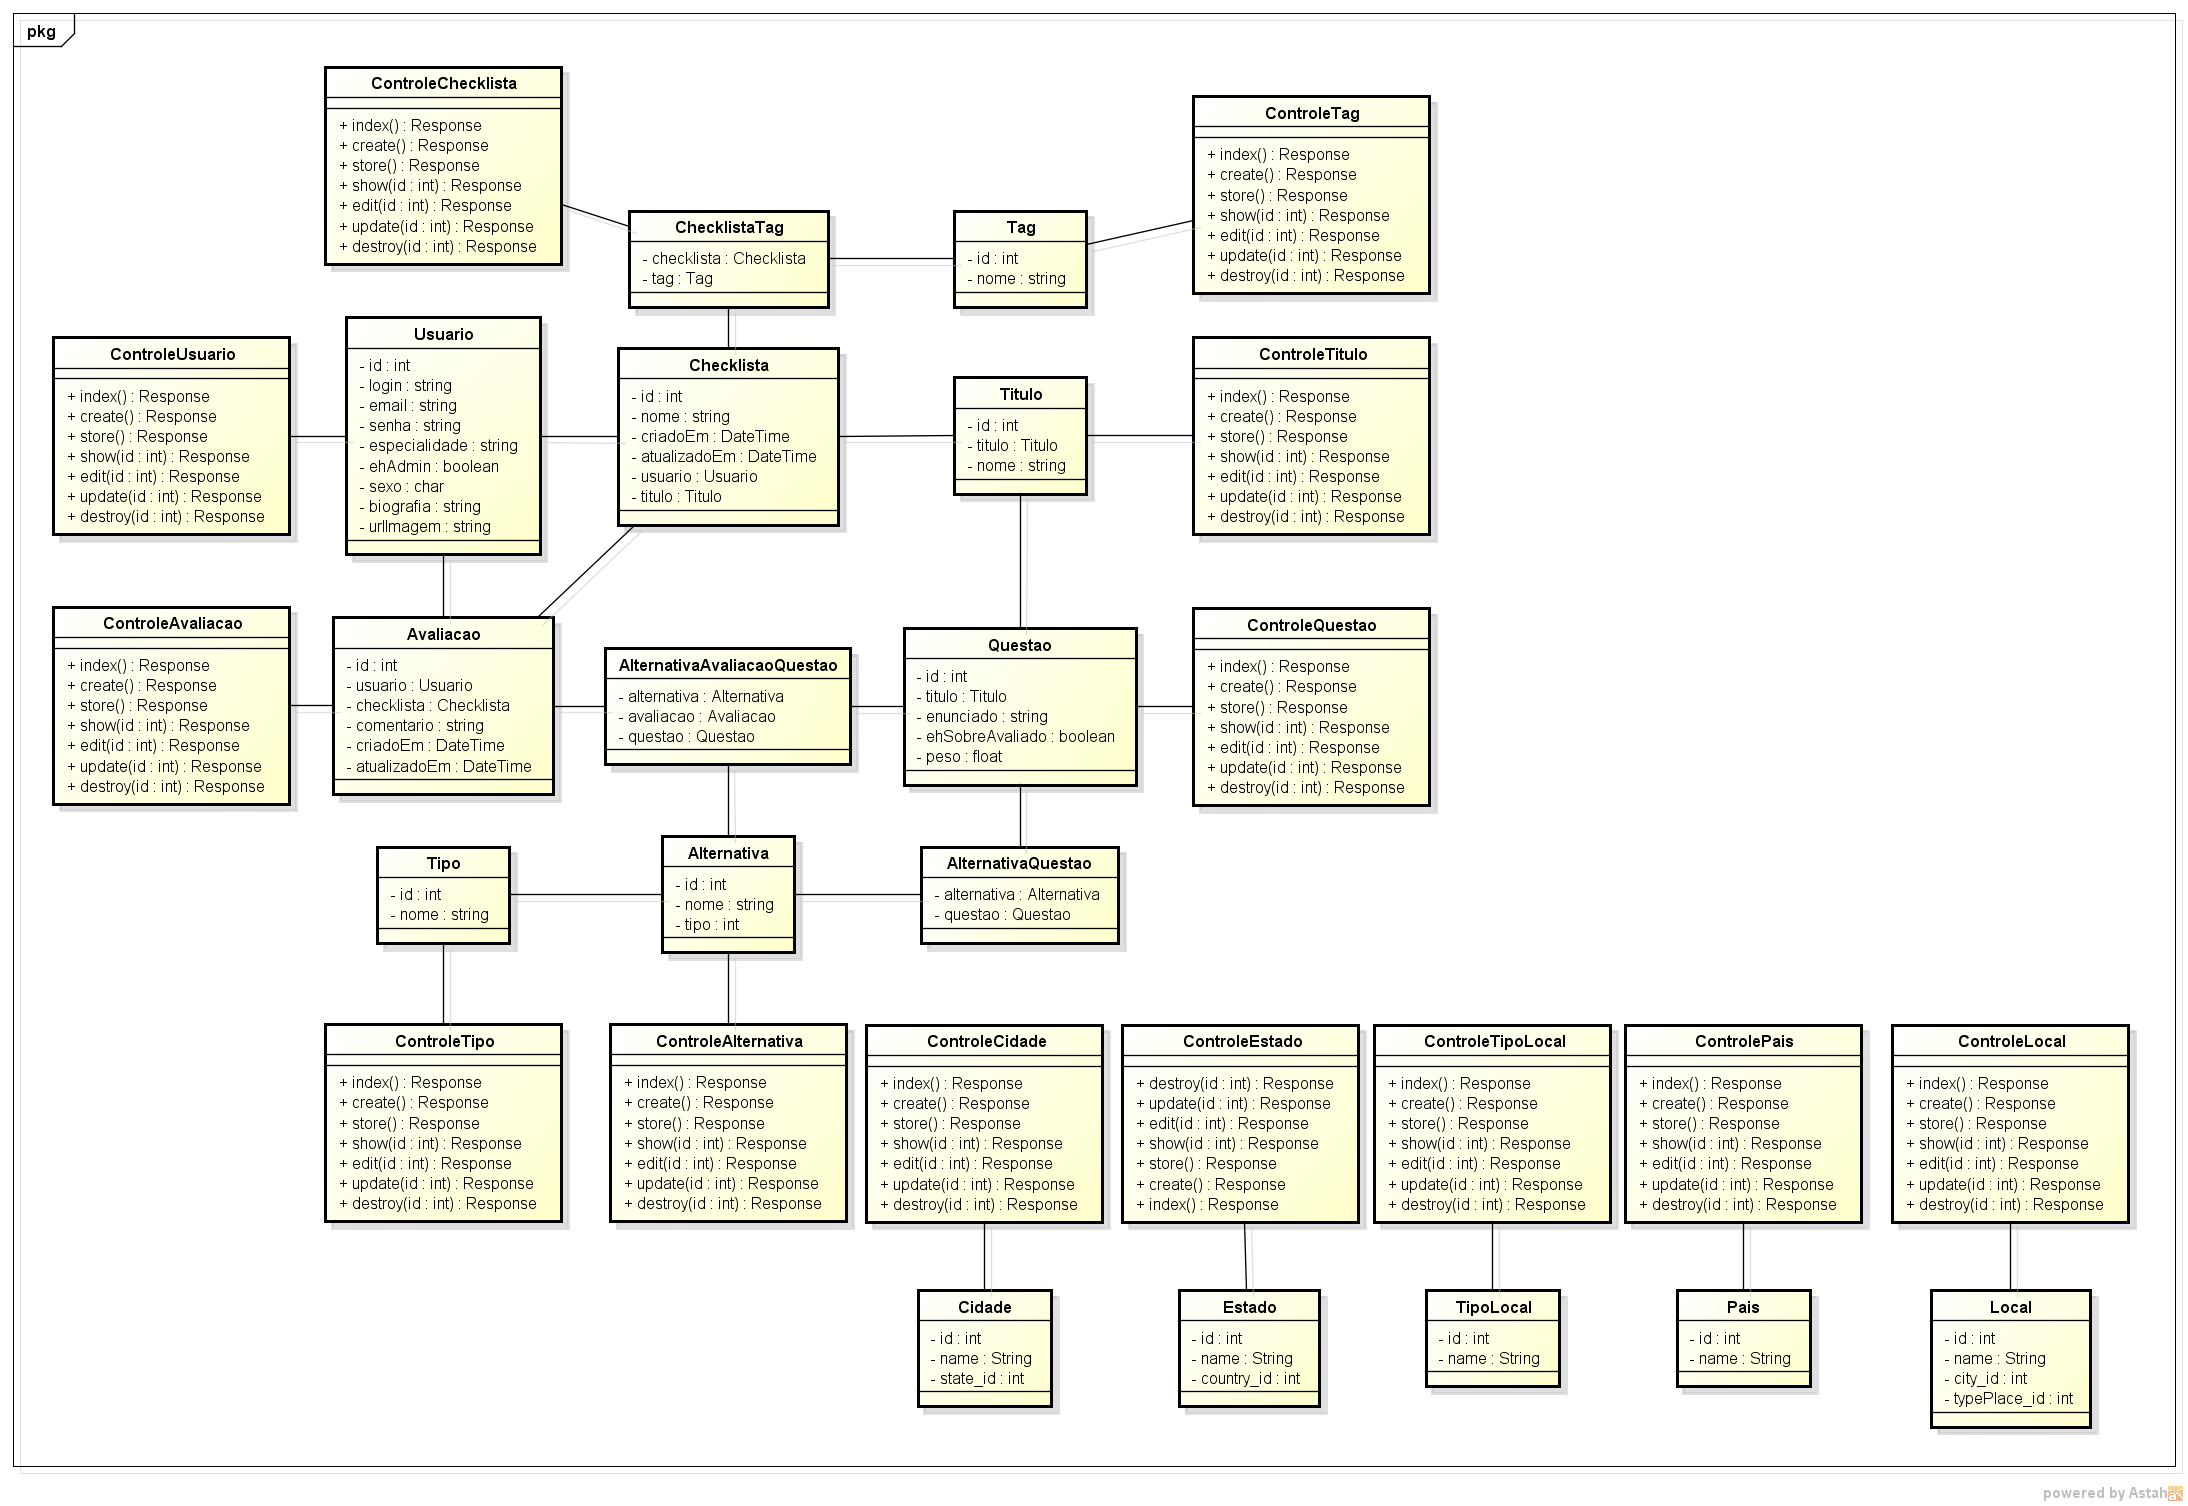 pkg
ControleChecklista
+ index() : Response
+ create() : Response
+ store() : Response
+ show(id : int) : Response
+ edit(id : int) : Response
+ update(id : int) : Response
+ destroy(id : int) : Response
ControleTag
+ index() : Response
+ create() : Response
+ store() : Response
+ show(id : int) : Response
+ edit(id : int) : Response
+ update(id : int) : Response
+ destroy(id : int) : Response
ChecklistaTag
- checklista : Checklista
- tag : Tag
Tag
- id : int
- nome : string
ControleUsuario
+ index() : Response
+ create() : Response
+ store() : Response
+ show(id : int) : Response
+ edit(id : int) : Response
+ update(id : int) : Response
+ destroy(id : int) : Response
Usuario
- id : int
- login : string
- email : string
- senha : string
- especialidade : string
- ehAdmin : boolean
- sexo : char
- biografia : string
- urlImagem : string
Checklista
- id : int
- nome : string
- criadoEm : DateTime
- atualizadoEm : DateTime
- usuario : Usuario
- titulo : Titulo
Titulo
- id : int
- titulo : Titulo
- nome : string
ControleTitulo
+ index() : Response
+ create() : Response
+ store() : Response
+ show(id : int) : Response
+ edit(id : int) : Response
+ update(id : int) : Response
+ destroy(id : int) : Response
ControleAvaliacao
+ index() : Response
+ create() : Response
+ store() : Response
+ show(id : int) : Response
+ edit(id : int) : Response
+ update(id : int) : Response
+ destroy(id : int) : Response
Avaliacao
- id : int
- usuario : Usuario
- checklista : Checklista
- comentario : string
- criadoEm : DateTime
- atualizadoEm : DateTime
AlternativaAvaliacaoQuestao
- alternativa : Alternativa
- avaliacao : Avaliacao
- questao : Questao
Questao
- id : int
- titulo : Titulo
- enunciado : string
- ehSobreAvaliado : boolean
- peso : float
ControleQuestao
+ index() : Response
+ create() : Response
+ store() : Response
+ show(id : int) : Response
+ edit(id : int) : Response
+ update(id : int) : Response
+ destroy(id : int) : Response
Tipo
- id : int
- nome : string
Alternativa
- id : int
- nome : string
- tipo : int
AlternativaQuestao
- alternativa : Alternativa
- questao : Questao
ControleTipo
+ index() : Response
+ create() : Response
+ store() : Response
+ show(id : int) : Response
+ edit(id : int) : Response
+ update(id : int) : Response
+ destroy(id : int) : Response
ControleAlternativa
+ index() : Response
+ create() : Response
+ store() : Response
+ show(id : int) : Response
+ edit(id : int) : Response
+ update(id : int) : Response
+ destroy(id : int) : Response
ControleCidade
+ index() : Response
+ create() : Response
+ store() : Response
+ show(id : int) : Response
+ edit(id : int) : Response
+ update(id : int) : Response
+ destroy(id : int) : Response
ControleEstado
+ destroy(id : int) : Response
+ update(id : int) : Response
+ edit(id : int) : Response
+ show(id : int) : Response
+ store() : Response
+ create() : Response
+ index() : Response
ControleTipoLocal
+ index() : Response
+ create() : Response
+ store() : Response
+ show(id : int) : Response
+ edit(id : int) : Response
+ update(id : int) : Response
+ destroy(id : int) : Response
ControlePais
+ index() : Response
+ create() : Response
+ store() : Response
+ show(id : int) : Response
+ edit(id : int) : Response
+ update(id : int) : Response
+ destroy(id : int) : Response
ControleLocal
+ index() : Response
+ create() : Response
+ store() : Response
+ show(id : int) : Response
+ edit(id : int) : Response
+ update(id : int) : Response
+ destroy(id : int) : Response
Cidade
- id : int
- name : String
- state_id : int
Estado
- id : int
- name : String
- country_id : int
TipoLocal
- id : int
- name : String
Pais
- id : int
- name : String
Local
- id : int
- name : String
- city_id : int
- typePlace_id : int
powered by Astah